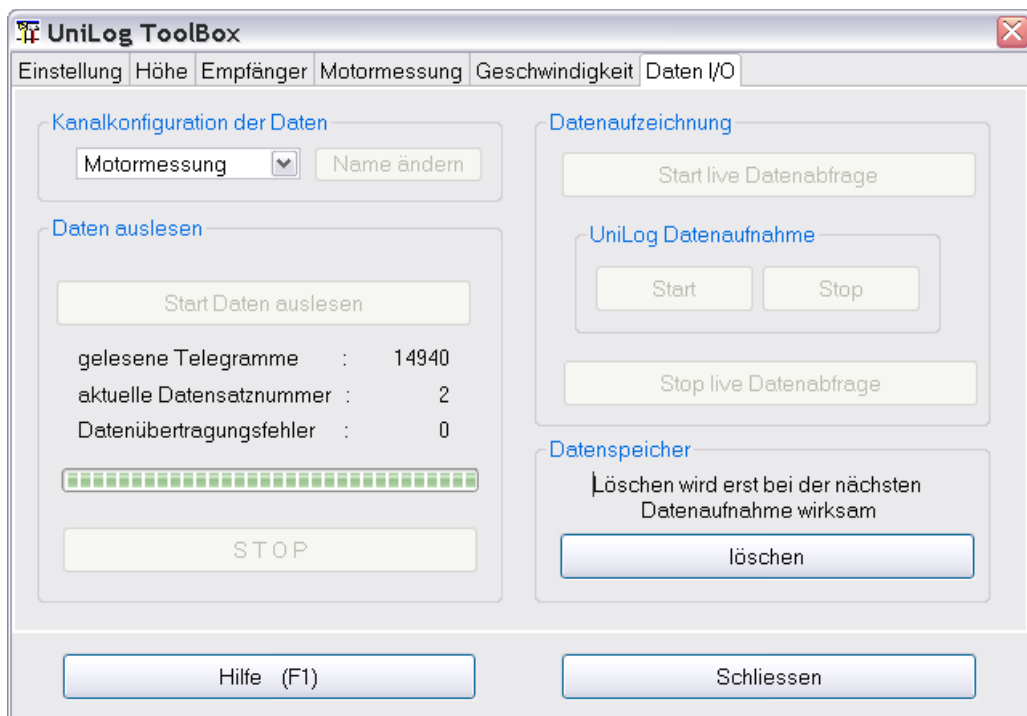 UniLog ToolBox
Einstellung Höhe Empfänger Motormessung Geschwindigkeit Daten I/O
Kanalkonfiguration der Daten
Motormessung Name ändern
Daten auslesen
Start Daten auslesen
gelesene Telegramme : 14940
aktuelle Datensatznummer : 2
Datenübertragungsfehler : 0
STOP
Datenaufzeichnung
Start live Datenabfrage
UniLog Datenaufnahme
Start Stop
Stop live Datenabfrage
Datenspeicher
Löschen wird erst bei der nächsten
Datenaufnahme wirksam
löschen
Hilfe (F1) Schliessen